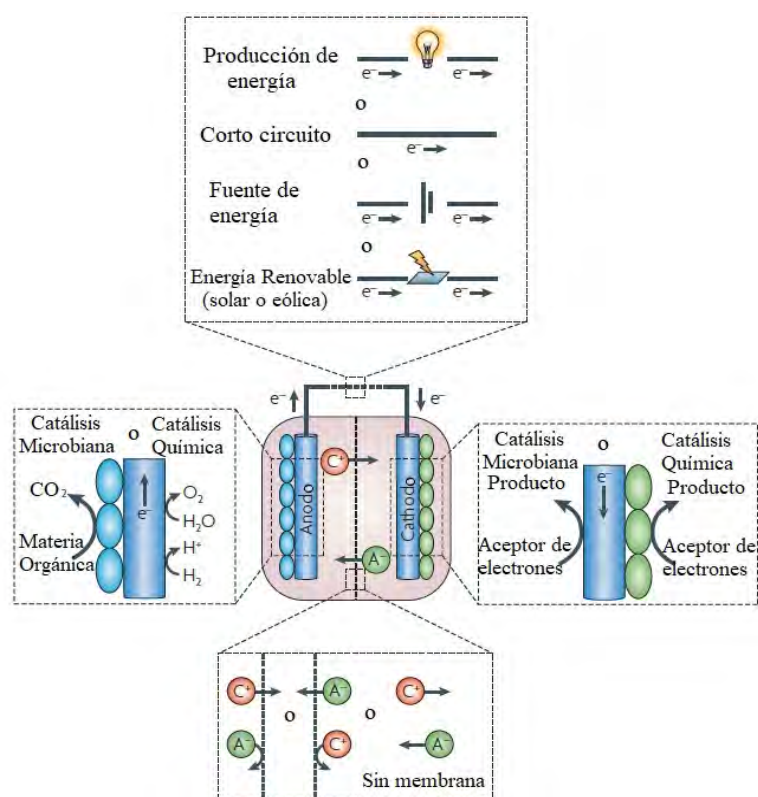 Producción de
energía
e⁻ e⁻
o
Corto circuito
e⁻
o
Fuente de
energía
e⁻ e⁻
o
Energía Renovable
(solar o eólica)
e⁻ e⁻
e⁻ e⁻
Catálisis
Microbiana
o
Catálisis
Química
CO₂
e⁻
O₂
H₂O
Materia
Orgánica
H⁺
H₂
Anodo
C⁺
Cathodo
A⁻
Catálisis
Microbiana
Producto
o
Catálisis
Química
Producto
e⁻
Aceptor de
electrones
Aceptor de
electrones
C⁺ A⁻ C⁺
o o
A⁻ C⁺ A⁻
Sin membrana